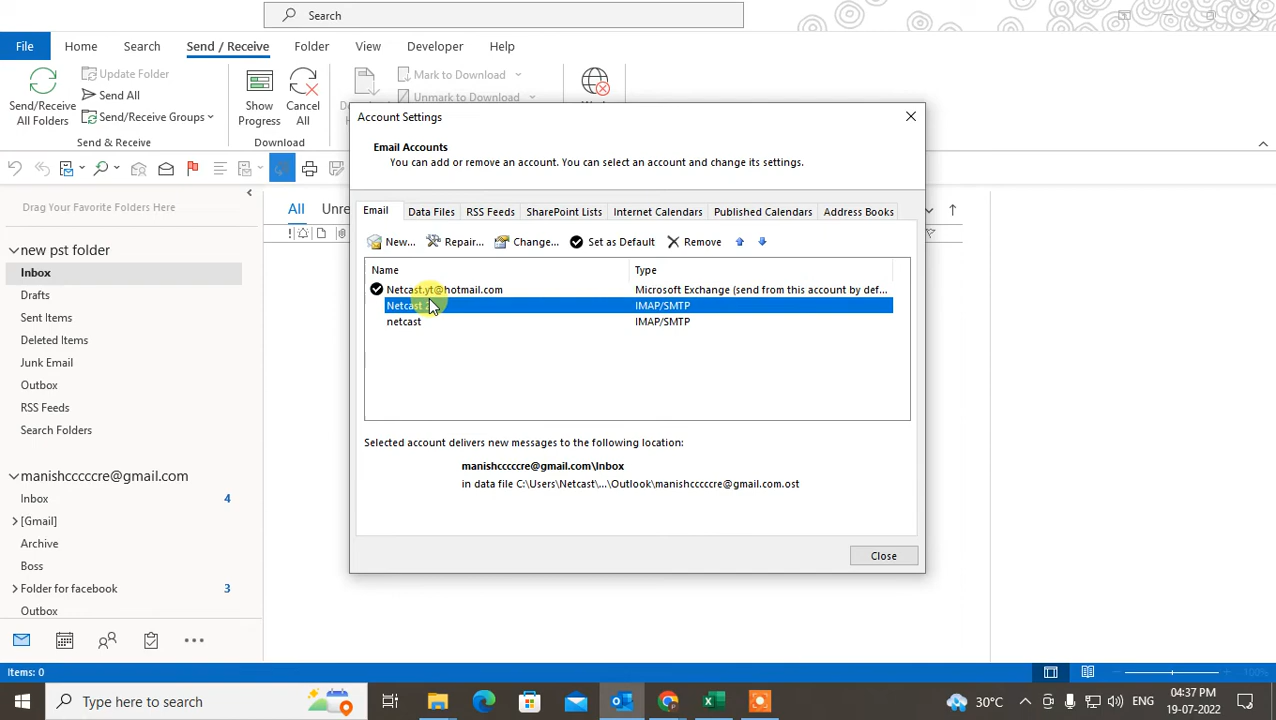 Search
File Home Search Send / Receive Folder View Developer Help
Update Folder
Send All
Send/Receive Groups
Send/Receive
All Folders
Send & Receive
Show
Progress
Cancel
All
Download
Mark to Download
Unmark to Download
Account Settings
Email Accounts
You can add or remove an account. You can select an account and change its settings.
Email Data Files RSS Feeds SharePoint Lists Internet Calendars Published Calendars Address Books
New... Repair... Change... Set as Default Remove
Name Type
Netcast.yt@hotmail.com Microsoft Exchange (send from this account by def...
Netcast IMAP/SMTP
netcast IMAP/SMTP
Selected account delivers new messages to the following location:
manishcccccre@gmail.com\Inbox
in data file C:\Users\Netcast\...\Outlook\manishcccccre@gmail.com.ost
Close
Drag Your Favorite Folders Here
All
new pst folder
Inbox
Drafts
Sent Items
Deleted Items
Junk Email
Outbox
RSS Feeds
Search Folders
manishcccccre@gmail.com
Inbox 4
[Gmail]
Archive
Boss
Folder for facebook 3
Outbox
Items: 0
100%
Type here to search
30°C
ENG
04:37 PM
19-07-2022